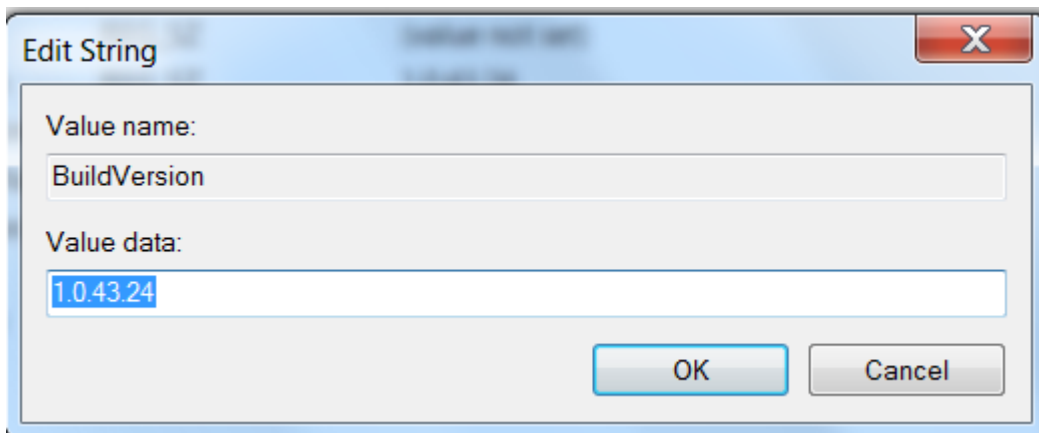 Edit String
Value name:
BuildVersion
Value data:
1.0.43.24
OK
Cancel